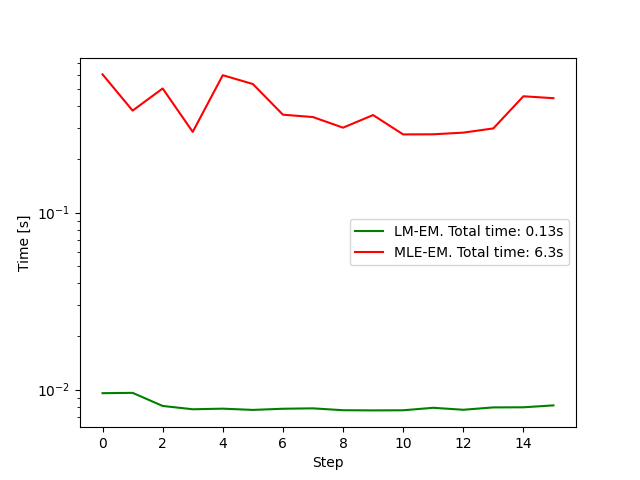 10⁻¹
10⁻²
Time [s]
LM-EM. Total time: 0.13s
MLE-EM. Total time: 6.3s
0 2 4 6 8 10 12 14
Step